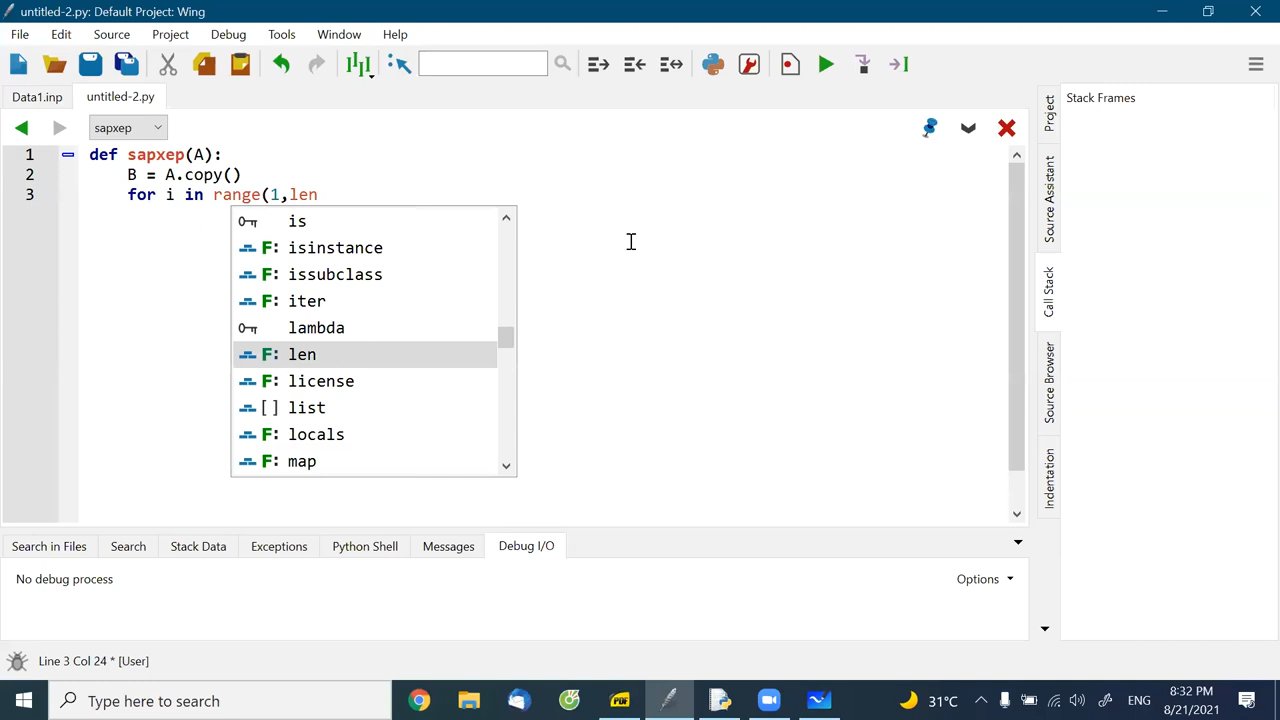 untitled-2.py: Default Project: Wing
File Edit Source Project Debug Tools Window Help
Data1.inp untitled-2.py
sapxep
1 def sapxep(A):
2 B = A.copy()
3 for i in range(1,len
is
F: isinstance
F: issubclass
F: iter
lambda
F: len
F: license
[] list
F: locals
F: map
Project
Source Assistant
Call Stack
Source Browser
Indentation
Stack Frames
Search in Files Search Stack Data Exceptions Python Shell Messages Debug I/O
No debug process Options
Line 3 Col 24 * [User]
Type here to search
PDF
31°C ENG
8:32 PM
8/21/2021